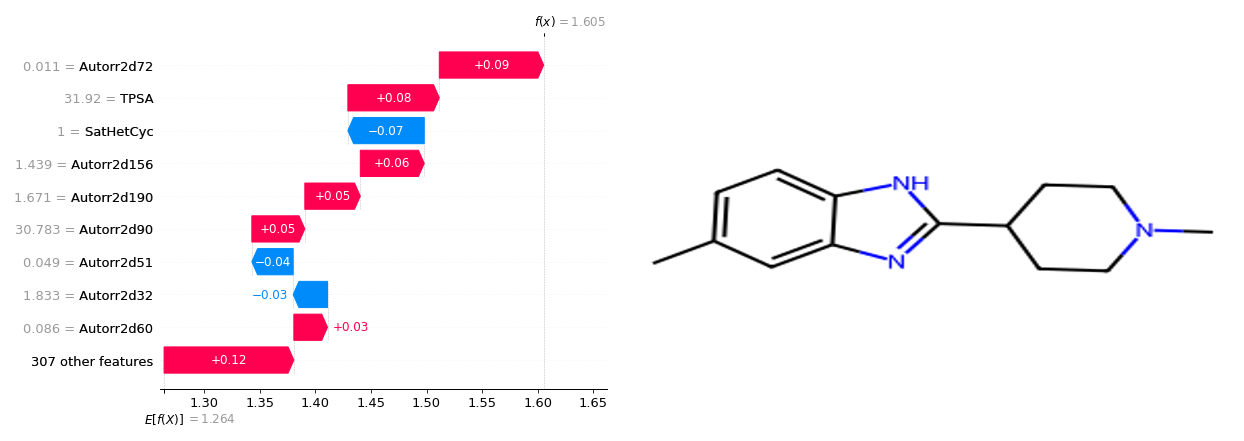 f(x) = 1.605
0.011 = Autorr2d72
+0.09
31.92 = TPSA
+0.08
1 = SatHetCyc
−0.07
1.439 = Autorr2d156
+0.06
1.671 = Autorr2d190
+0.05
30.783 = Autorr2d90
+0.05
0.049 = Autorr2d51
−0.04
1.833 = Autorr2d32
−0.03
0.086 = Autorr2d60
+0.03
307 other features
+0.12
1.30 1.35 1.40 1.45 1.50 1.55 1.60 1.65
E[f(X)] = 1.264
NH
N
N